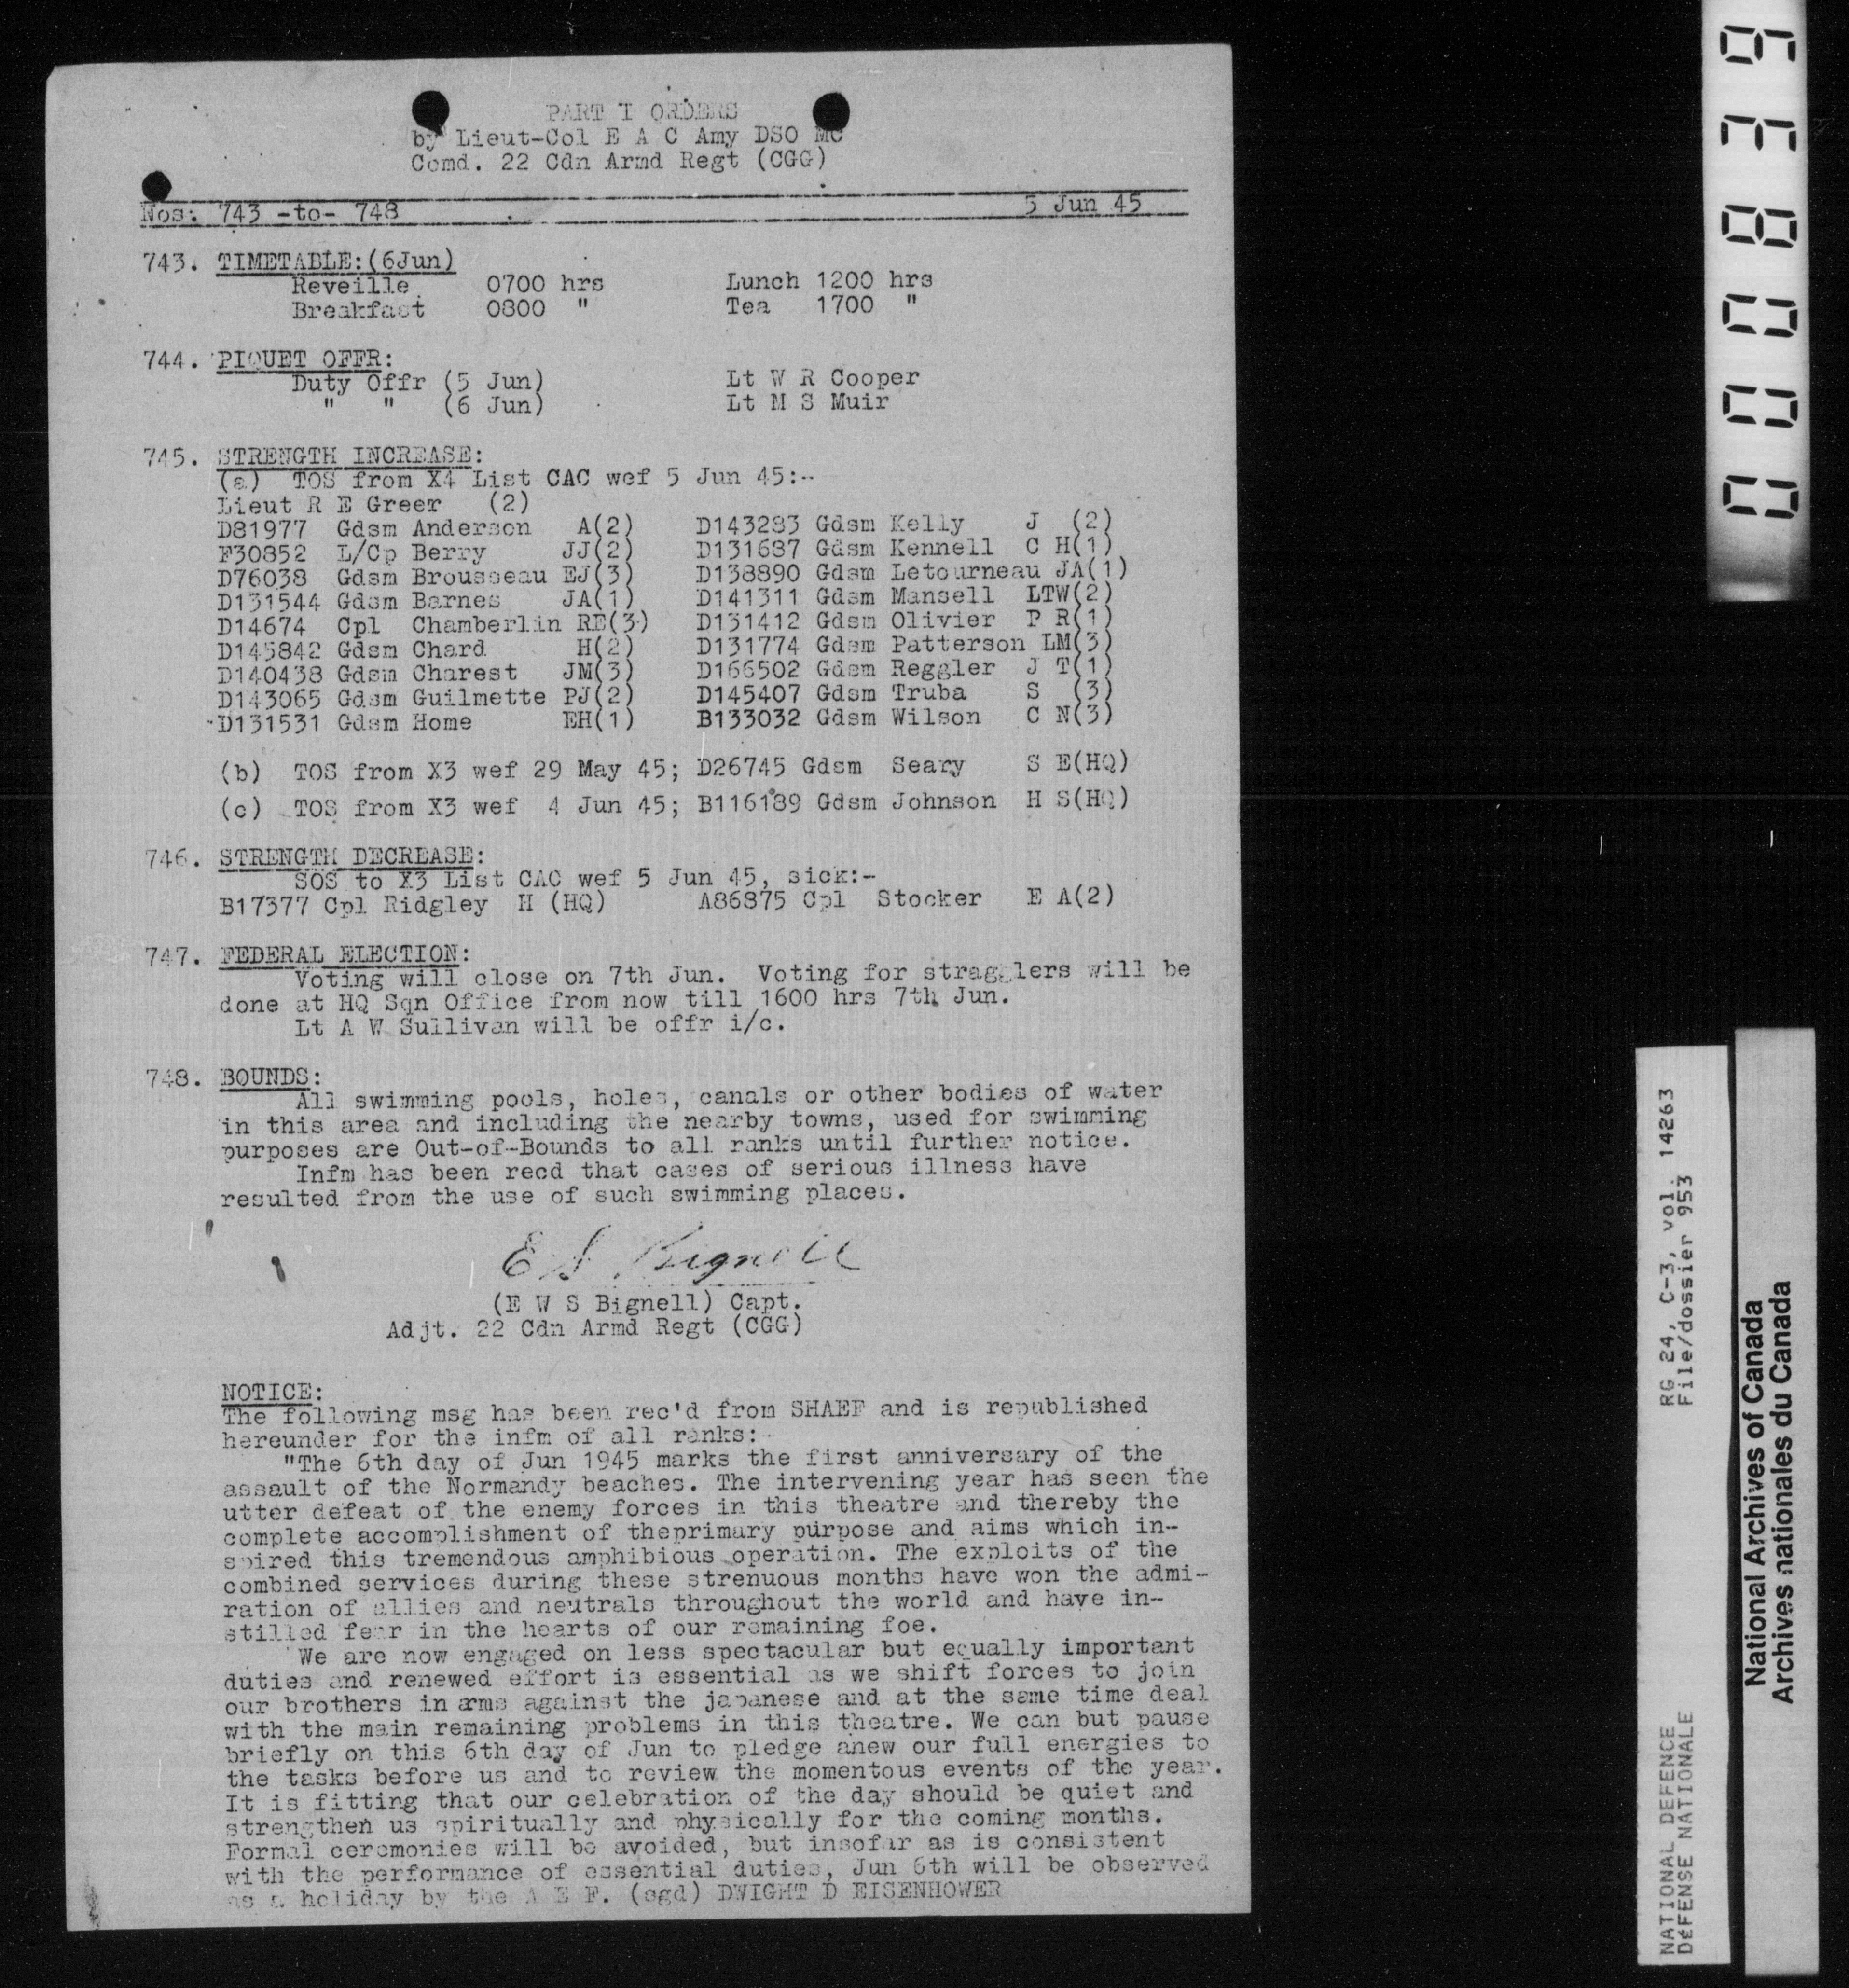 PART I ORDERS
by Lieut-Col E A C Amy DSO MC
Comd. 22 Cdn Armd Regt (CGG)
Nos: 743 -to- 748 5 Jun 45
743. TIMETABLE:(6Jun)
Reveille 0700 hrs Lunch 1200 hrs
Breakfast 0800 " Tea 1700 "
744. PIQUET OFFR:
Duty Offr (5 Jun) Lt W R Cooper
" " (6 Jun) Lt M S Muir
745. STRENGTH INCREASE:
(a) TOS from X4 List CAC wef 5 Jun 45:--
Lieut R E Greer (2)
D81977 Gdsm Anderson A(2) D143283 Gdsm Kelly J (2)
F30852 L/Cp Berry JJ(2) D131687 Gdsm Kennell C H(1)
D76038 Gdsm Brousseau EJ(3) D138890 Gdsm Letourneau JA(1)
D131544 Gdsm Barnes JA(1) D141311 Gdsm Mansell LTW(2)
D14674 Cpl Chamberlin RE(3) D131412 Gdsm Olivier P R(1)
D145842 Gdsm Chard H(2) D131774 Gdsm Patterson LM(3)
D140438 Gdsm Charest JM(3) D166502 Gdsm Reggler J T(1)
D143065 Gdsm Guilmette PJ(2) D145407 Gdsm Truba S (3)
D131531 Gdsm Home EH(1) B133032 Gdsm Wilson C N(3)
(b) TOS from X3 wef 29 May 45; D26745 Gdsm Seary S E(HQ)
(c) TOS from X3 wef 4 Jun 45; B116189 Gdsm Johnson H S(HQ)
746. STRENGTH DECREASE:
SOS to X3 List CAC wef 5 Jun 45, sick:-
B17377 Cpl Ridgley H (HQ) A86875 Cpl Stocker E A(2)
747. FEDERAL ELECTION:
Voting will close on 7th Jun. Voting for stragglers will be
done at HQ Sqn Office from now till 1600 hrs 7th Jun.
Lt A W Sullivan will be offr i/c.
748. BOUNDS:
All swimming pools, holes, canals or other bodies of water
in this area and including the nearby towns, used for swimming
purposes are Out-of-Bounds to all ranks until further notice.
Infm has been recd that cases of serious illness have
resulted from the use of such swimming places.
E S Bignell
(E W S Bignell) Capt.
Adjt. 22 Cdn Armd Regt (CGG)
NOTICE:
The following msg has been rec'd from SHAEF and is republished
hereunder for the infm of all ranks:-
"The 6th day of Jun 1945 marks the first anniversary of the
assault of the Normandy beaches. The intervening year has seen the
utter defeat of the enemy forces in this theatre and thereby the
complete accomplishment of theprimary purpose and aims which in-
spired this tremendous amphibious operation. The exploits of the
combined services during these strenuous months have won the admi-
ration of allies and neutrals throughout the world and have in-
stilled fear in the hearts of our remaining foe.
We are now engaged on less spectacular but equally important
duties and renewed effort is essential as we shift forces to join
our brothers in arms against the japanese and at the same time deal
with the main remaining problems in this theatre. We can but pause
briefly on this 6th day of Jun to pledge anew our full energies to
the tasks before us and to review the momentous events of the year.
It is fitting that our celebration of the day should be quiet and
strengthen us spiritually and physically for the coming months.
Formal ceremonies will be avoided, but insofar as is consistent
with the performance of essential duties, Jun 6th will be observed
as a holiday by the A E F. (sgd) DWIGHT D EISENHOWER
00000839
RG 24, C-3, vol. 14263
File/dossier 953
NATIONAL DEFENCE
DÉFENSE NATIONALE
National Archives of Canada
Archives nationales du Canada